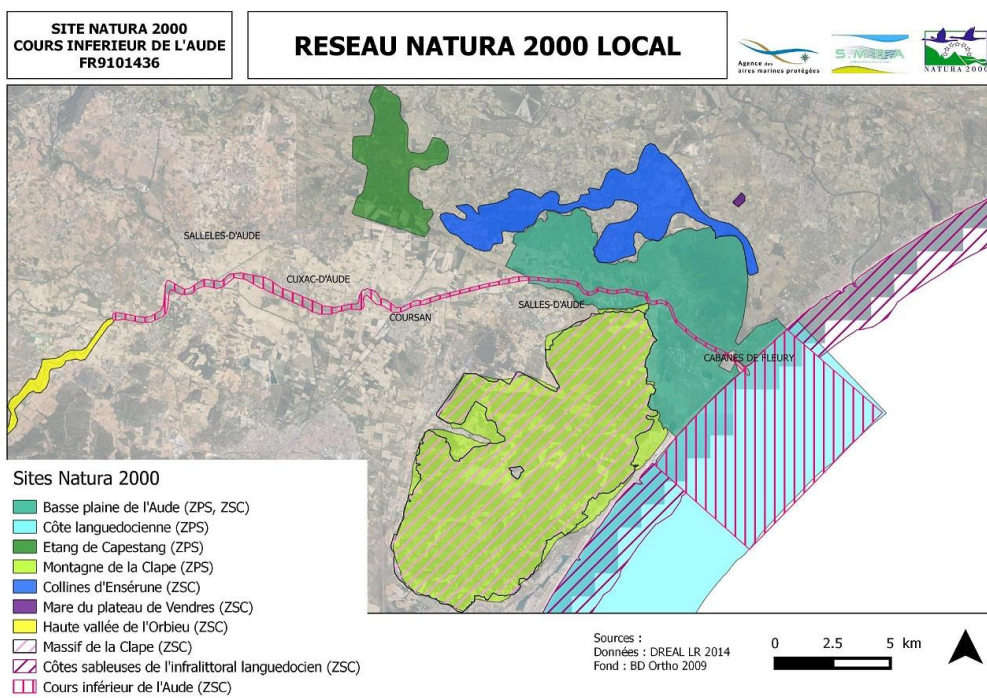 SITE NATURA 2000
COURS INFERIEUR DE L'AUDE
FR9101436
RESEAU NATURA 2000 LOCAL
Agence des
aires marines protégées
NATURA 2000
SALLELES-D'AUDE
CUXAC-D'AUDE
COURSAN
SALLES-D'AUDE
CABANES DE FLEURY
Sites Natura 2000
Basse plaine de l'Aude (ZPS, ZSC)
Côte languedocienne (ZPS)
Etang de Capestang (ZPS)
Montagne de la Clape (ZPS)
Collines d'Ensérune (ZSC)
Mare du plateau de Vendres (ZSC)
Haute vallée de l'Orbieu (ZSC)
Massif de la Clape (ZSC)
Côtes sableuses de l'infralittoral languedocien (ZSC)
Cours inférieur de l'Aude (ZSC)
Sources :
Données : DREAL LR 2014
Fond : BD Ortho 2009
0 2.5 5 km